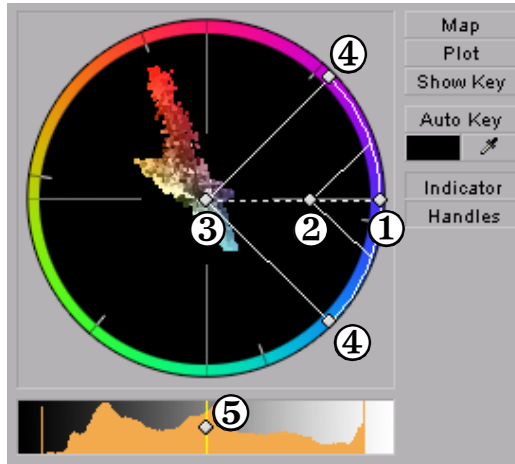 Map
Plot
Show Key
Auto Key
Indicator
Handles
④
③
②
①
④
⑤